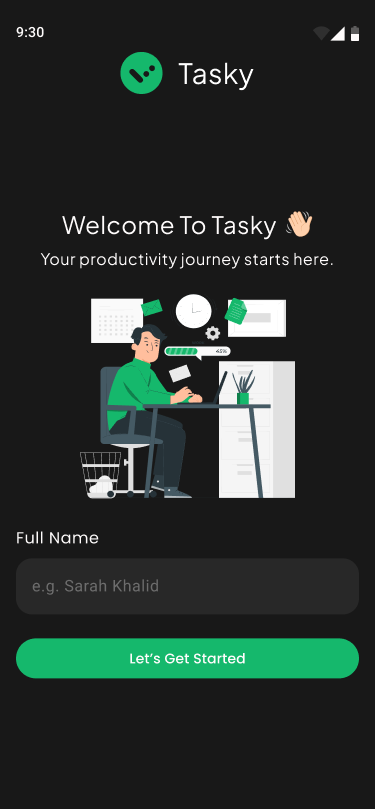 9:30
Tasky
Welcome To Tasky 👋🏻
Your productivity journey starts here.
45%
Full Name
e.g. Sarah Khalid
Let's Get Started